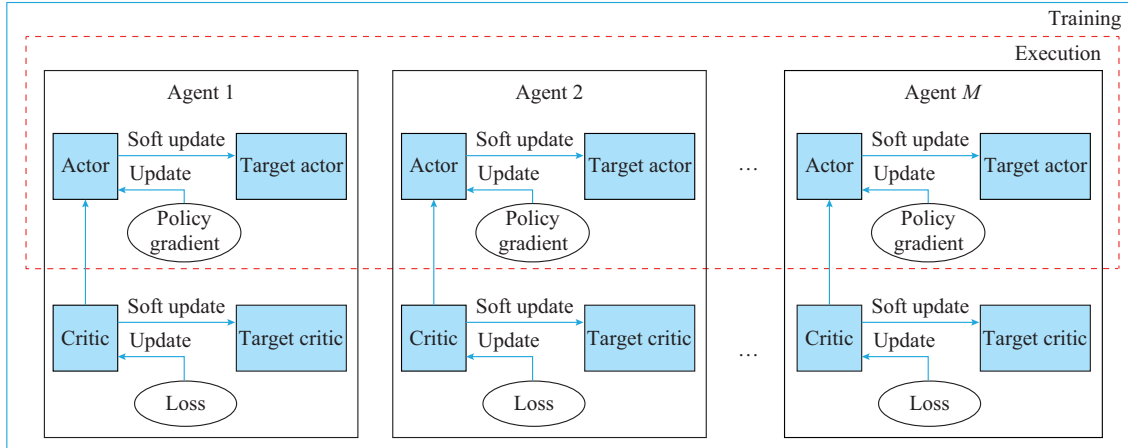 Training
Execution
Agent 1
Agent 2
Agent M
Soft update
Actor
Target actor
Update
Policy
gradient
Soft update
Actor
Target actor
Update
Policy
gradient
...
Soft update
Actor
Target actor
Update
Policy
gradient
Soft update
Critic
Target critic
Update
Loss
Soft update
Critic
Target critic
Update
Loss
...
Soft update
Critic
Target critic
Update
Loss